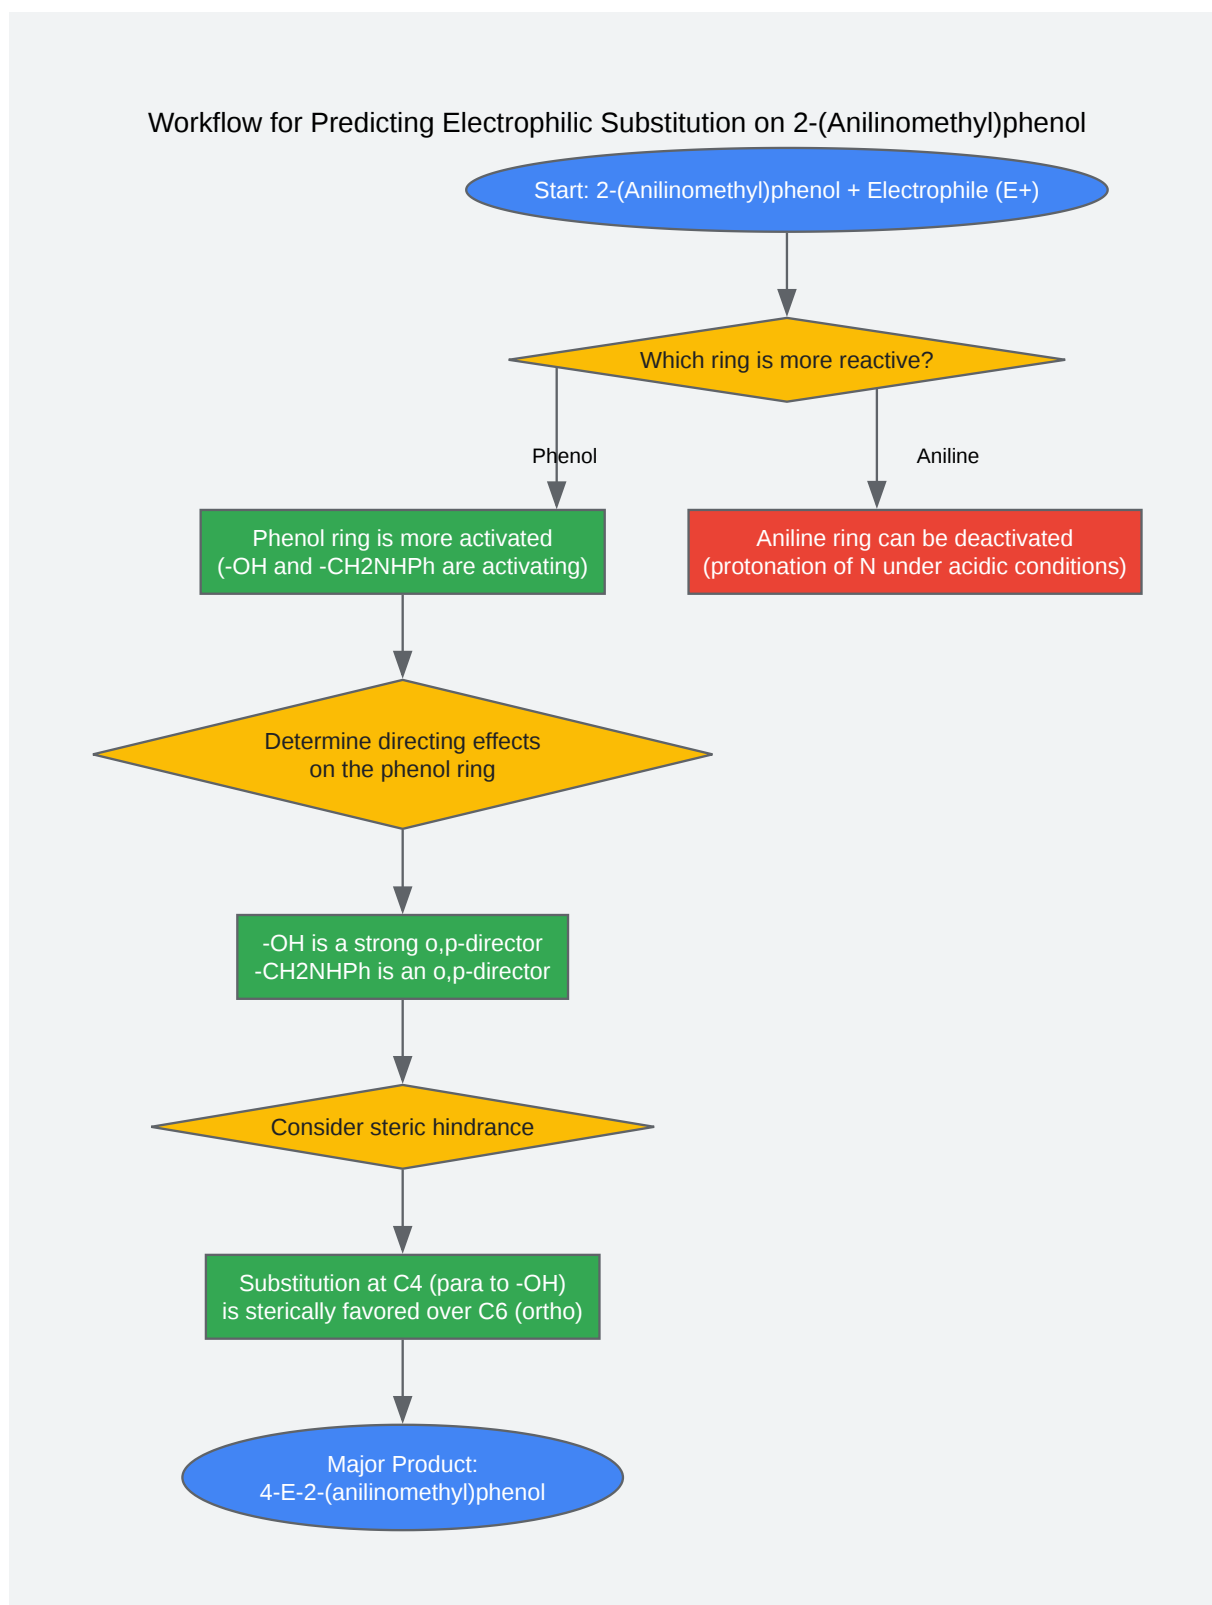 Workflow for Predicting Electrophilic Substitution on 2-(Anilinomethyl)phenol
Start: 2-(Anilinomethyl)phenol + Electrophile (E+)
Which ring is more reactive?
Phenol
Aniline
Phenol ring is more activated
(-OH and -CH2NHPh are activating)
Aniline ring can be deactivated
(protonation of N under acidic conditions)
Determine directing effects
on the phenol ring
-OH is a strong o,p-director
-CH2NHPh is an o,p-director
Consider steric hindrance
Substitution at C4 (para to -OH)
is sterically favored over C6 (ortho)
Major Product:
4-E-2-(anilinomethyl)phenol